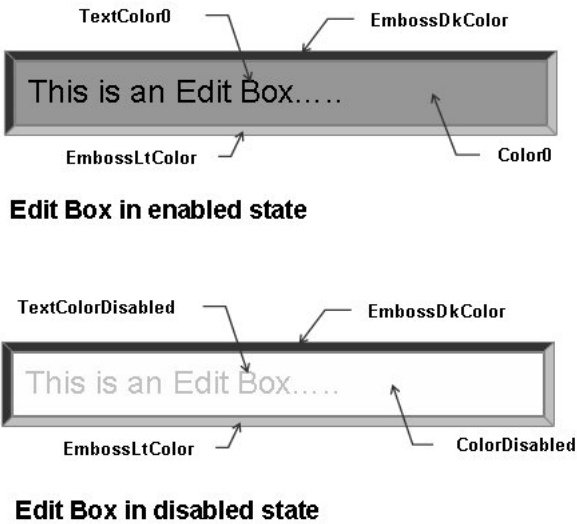 TextColor0
EmbossDkColor
This is an Edit Box.....
EmbossLtColor
Color0
Edit Box in enabled state
TextColorDisabled
EmbossDkColor
This is an Edit Box.....
EmbossLtColor
ColorDisabled
Edit Box in disabled state